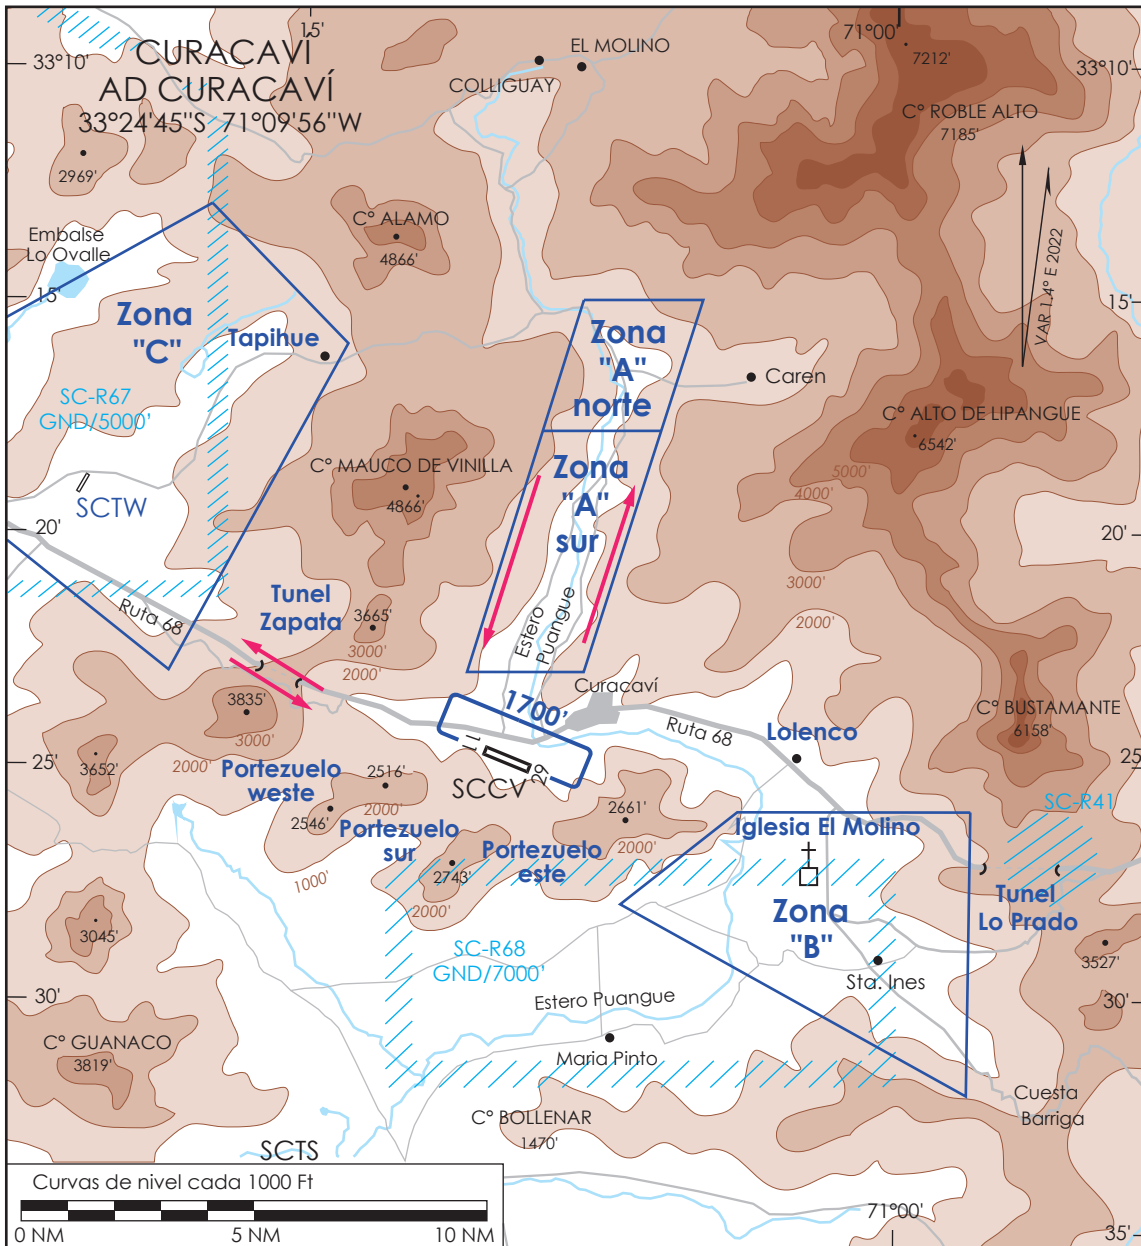 15'
71°00'
CURACAVÍ
AD CURACAVÍ
33°24'45"S 71°09'56"W
33°10'
EL MOLINO
COLLIGUAY
7212'
33°10'
C° ROBLE ALTO
7185'
2969'
C° ALAMO
4866'
Embalse
Lo Ovalle
VAR 1.4° E 2022
15'
15'
Zona
"C"
Tapihue
Zona
"A"
norte
Caren
SC-R67
GND/5000'
C° ALTO DE LIPANGUE
6542'
C° MAUCO DE VINILLA
4866'
Zona
"A"
sur
5000'
4000'
SCTW
20'
20'
3000'
2000'
Ruta 68
Tunel
Zapata
3665'
3000'
2000'
Estero
Puangue
3835'
3000'
2000'
Curacaví
1700'
Ruta 68
C° BUSTAMANTE
6158'
Lolenco
11
29
SCCV
25'
25'
3652'
Portezuelo
weste
2516'
2000'
2546'
2661'
2000'
SC-R41
Portezuelo
sur
Portezuelo
este
Iglesia El Molino
2743'
2000'
1000'
Tunel
Lo Prado
Zona
"B"
3045'
SC-R68
GND/7000'
3527'
Sta. Ines
30'
30'
Estero Puangue
C° GUANACO
3819'
Maria Pinto
Cuesta
Barriga
C° BOLLENAR
1470'
SCTS
Curvas de nivel cada 1000 Ft
0 NM
5 NM
10 NM
71°00'
35'